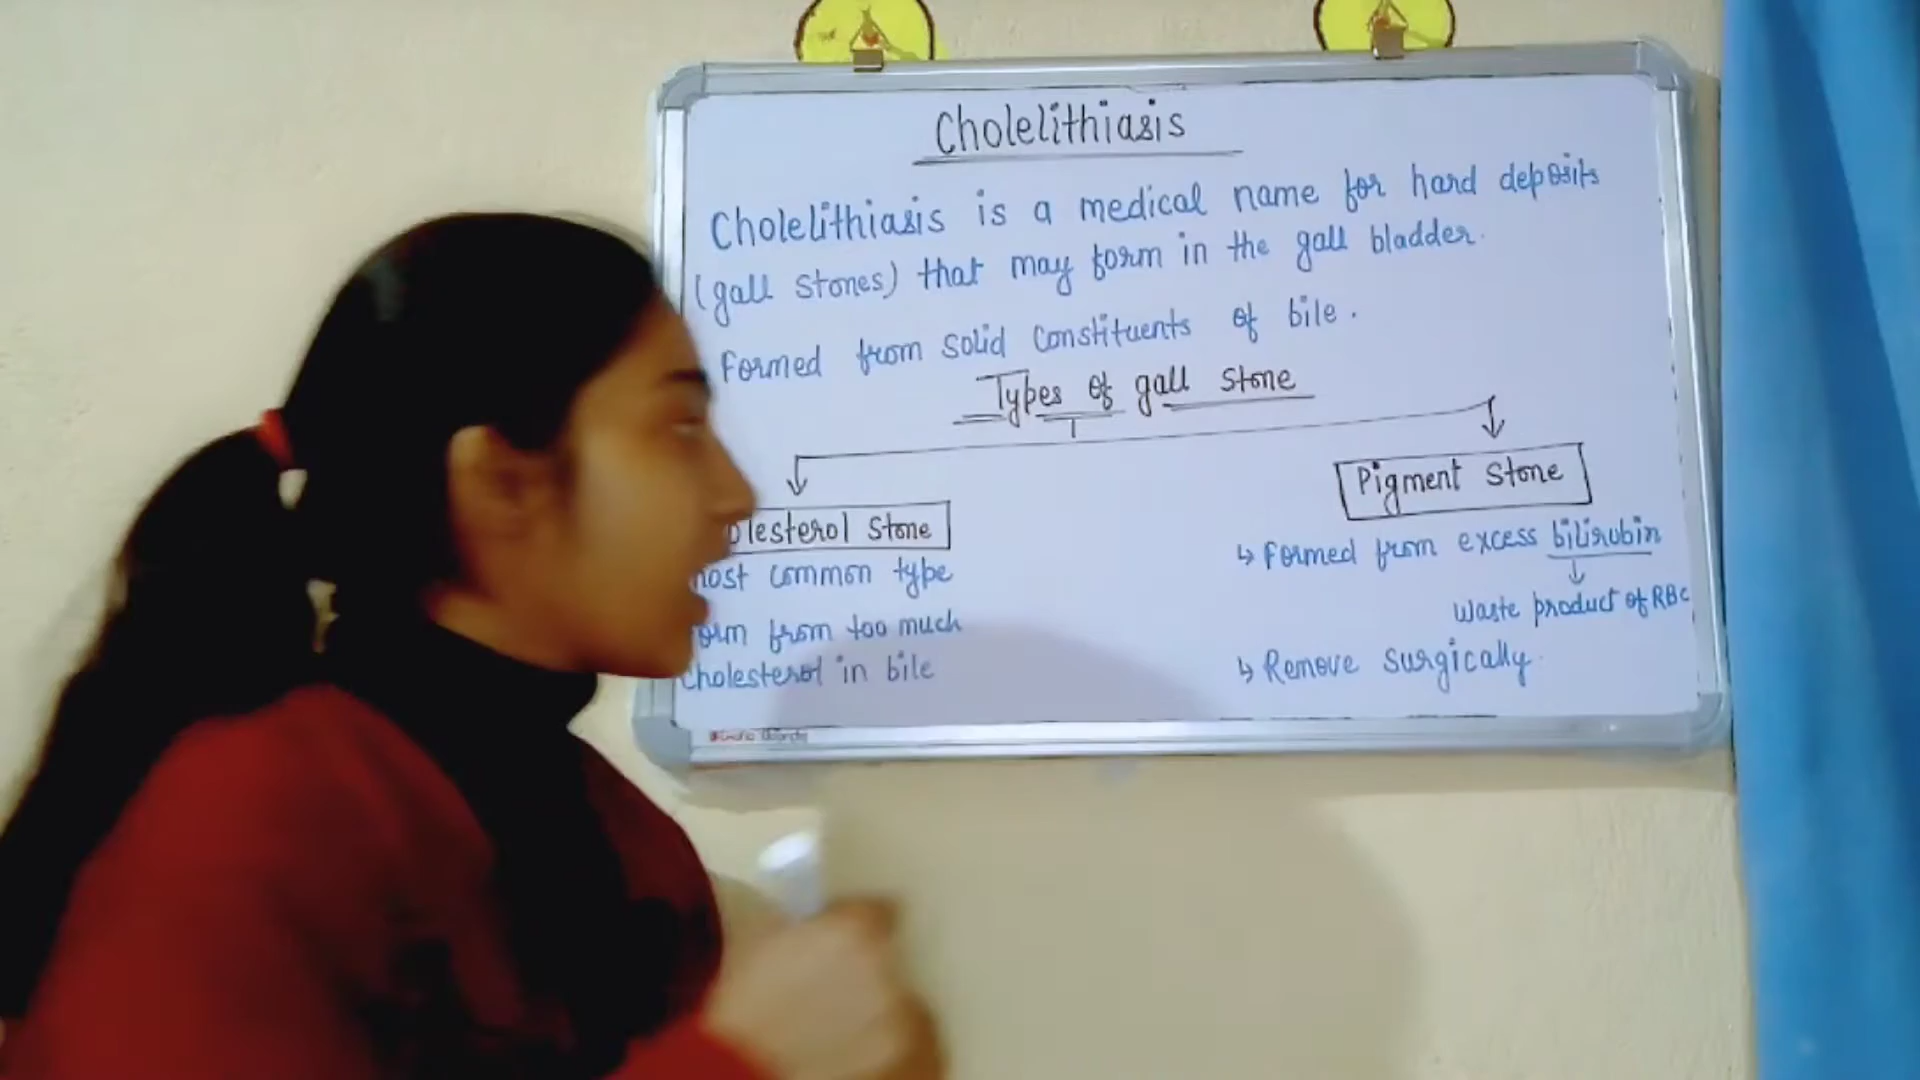 Cholelithiasis
Cholelithiasis is a medical name for hard deposits
(gall stones) that may form in the gall bladder.
Formed from solid constituents of bile.
Types of gall stone
Pigment stone
olesterol stone
↳ Formed from excess bilirubin
ost common type
waste product of RBC
orm from too much
cholesterol in bile
↳ Remove surgically.